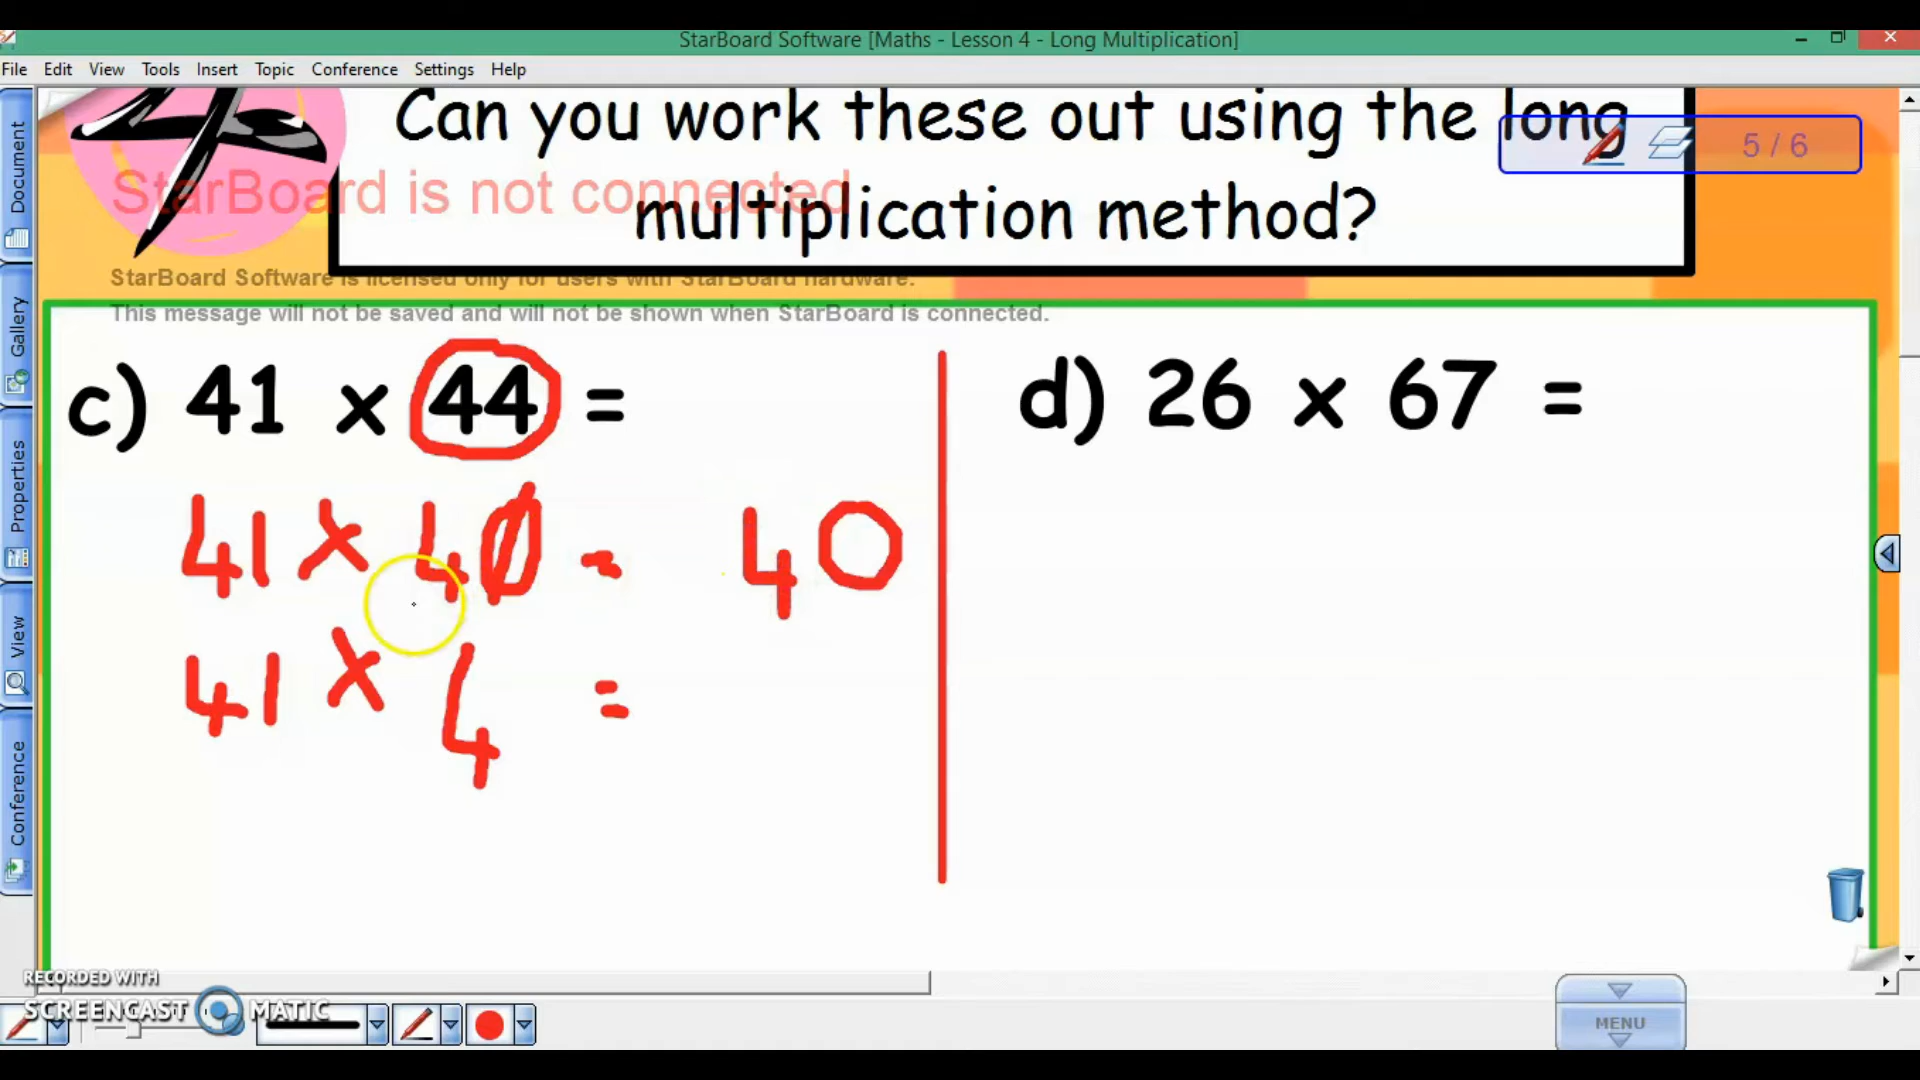 StarBoard Software [Maths - Lesson 4 - Long Multiplication]
File Edit View Tools Insert Topic Conference Settings Help
Can you work these out using the long
multiplication method?
5 / 6
StarBoard is not connected
StarBoard Software is licensed only for users with StarBoard hardware.
This message will not be saved and will not be shown when StarBoard is connected.
Document
Gallery
Properties
View
Conference
c) 41 x 44 =
41 x 40 = 40
41 x 4 =
d) 26 x 67 =
RECORDED WITH
SCREENCAST MATIC
MENU